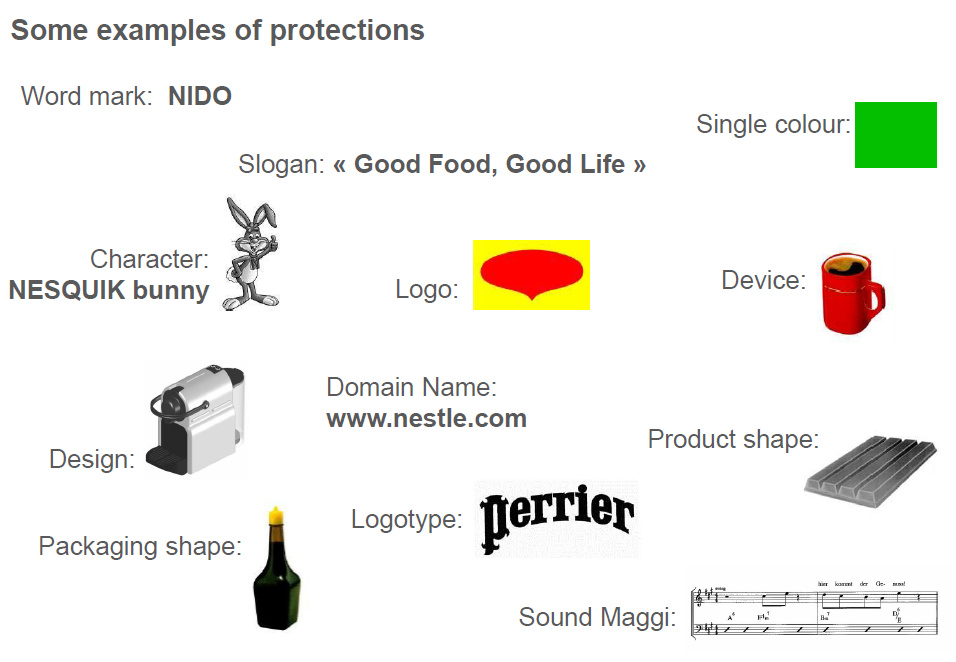 Some examples of protections
Word mark: NIDO
Single colour:
Slogan: « Good Food, Good Life »
Character:
NESQUIK bunny
Logo:
Device:
Domain Name:
www.nestle.com
Design:
Product shape:
Logotype: perrier
Packaging shape:
hier kommt der Ge- nuss!
Sound Maggi: